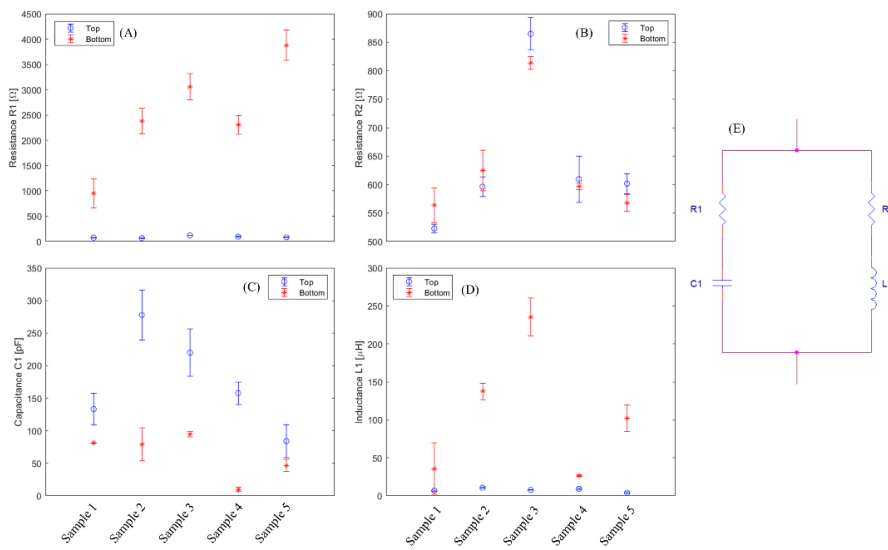 (A)
Top
Bottom
Resistance R1 [Ω]
4500
4000
3500
3000
2500
2000
1500
1000
500
0
(B)
Top
Bottom
Resistance R2 [Ω]
900
850
800
750
700
650
600
550
500
(C)
Top
Bottom
Capacitance C1 [pF]
350
300
250
200
150
100
50
0
Sample 1
Sample 2
Sample 3
Sample 4
Sample 5
(D)
Top
Bottom
Inductance L1 [μH]
300
250
200
150
100
50
0
Sample 1
Sample 2
Sample 3
Sample 4
Sample 5
(E)
R1
R
C1
L